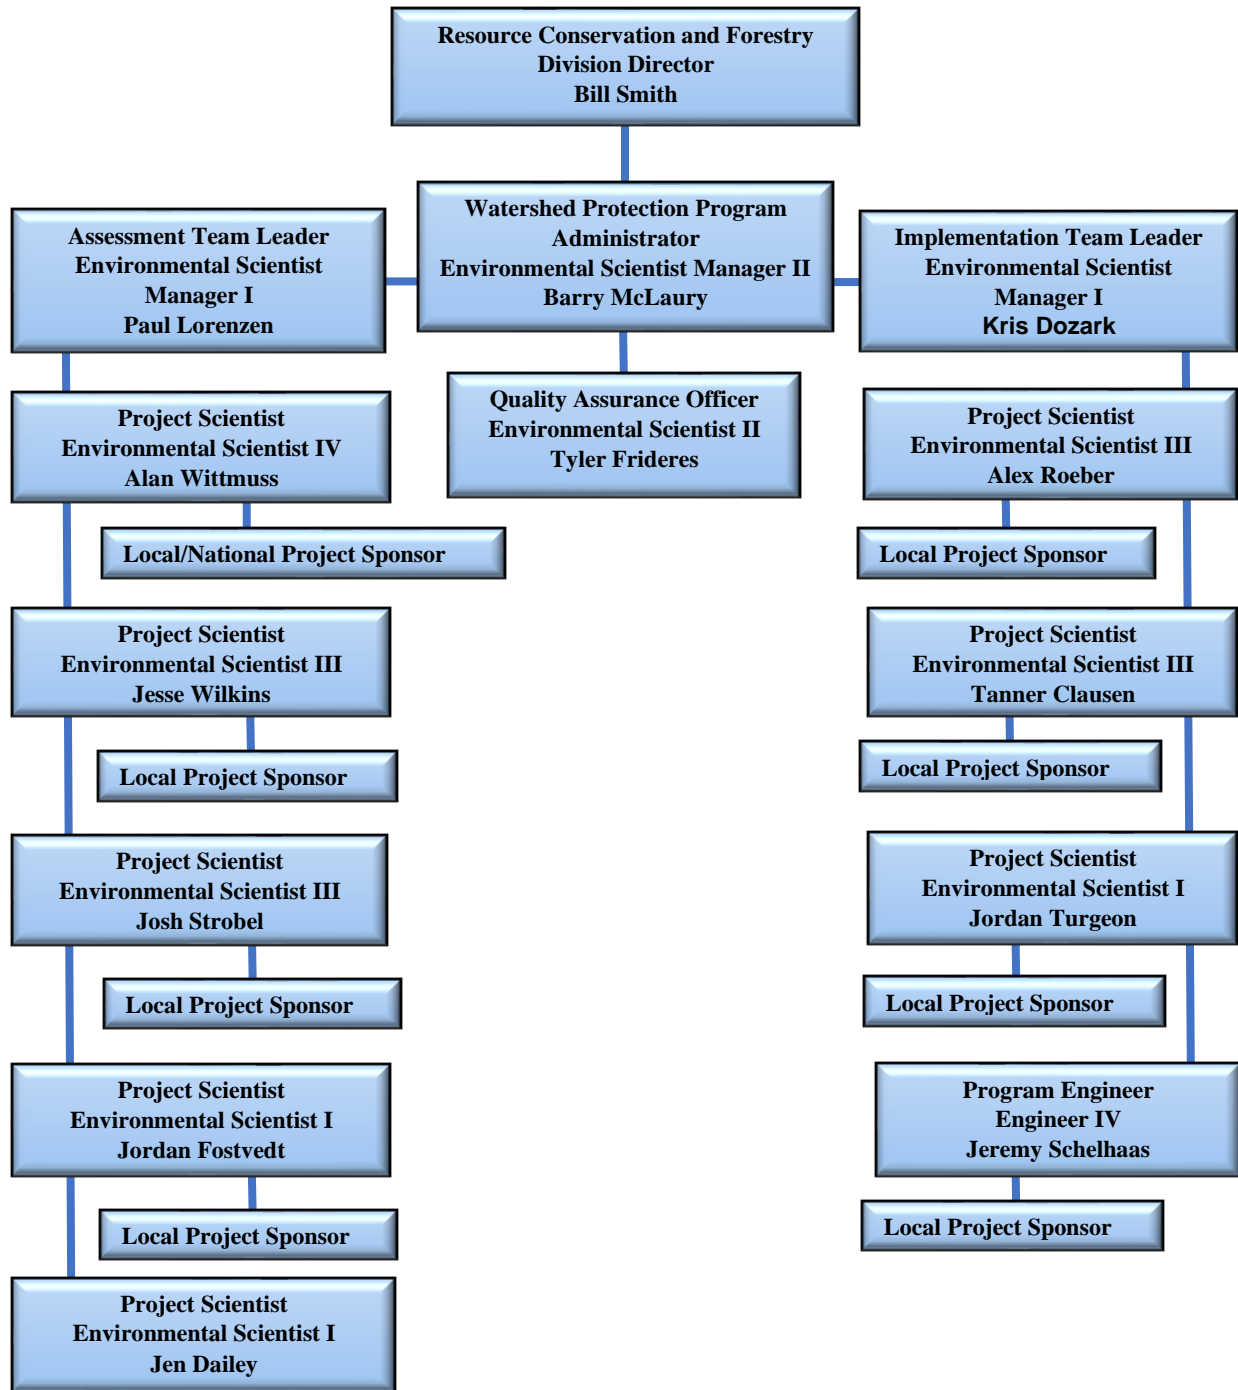 Resource Conservation and Forestry
Division Director
Bill Smith
Watershed Protection Program
Administrator
Environmental Scientist Manager II
Barry McLaury
Assessment Team Leader
Environmental Scientist
Manager I
Paul Lorenzen
Implementation Team Leader
Environmental Scientist
Manager I
Kris Dozark
Quality Assurance Officer
Environmental Scientist II
Tyler Frideres
Project Scientist
Environmental Scientist IV
Alan Wittmuss
Local/National Project Sponsor
Project Scientist
Environmental Scientist III
Jesse Wilkins
Local Project Sponsor
Project Scientist
Environmental Scientist III
Josh Strobel
Local Project Sponsor
Project Scientist
Environmental Scientist I
Jordan Fostvedt
Local Project Sponsor
Project Scientist
Environmental Scientist I
Jen Dailey
Project Scientist
Environmental Scientist III
Alex Roeber
Local Project Sponsor
Project Scientist
Environmental Scientist III
Tanner Clausen
Local Project Sponsor
Project Scientist
Environmental Scientist I
Jordan Turgeon
Local Project Sponsor
Program Engineer
Engineer IV
Jeremy Schelhaas
Local Project Sponsor